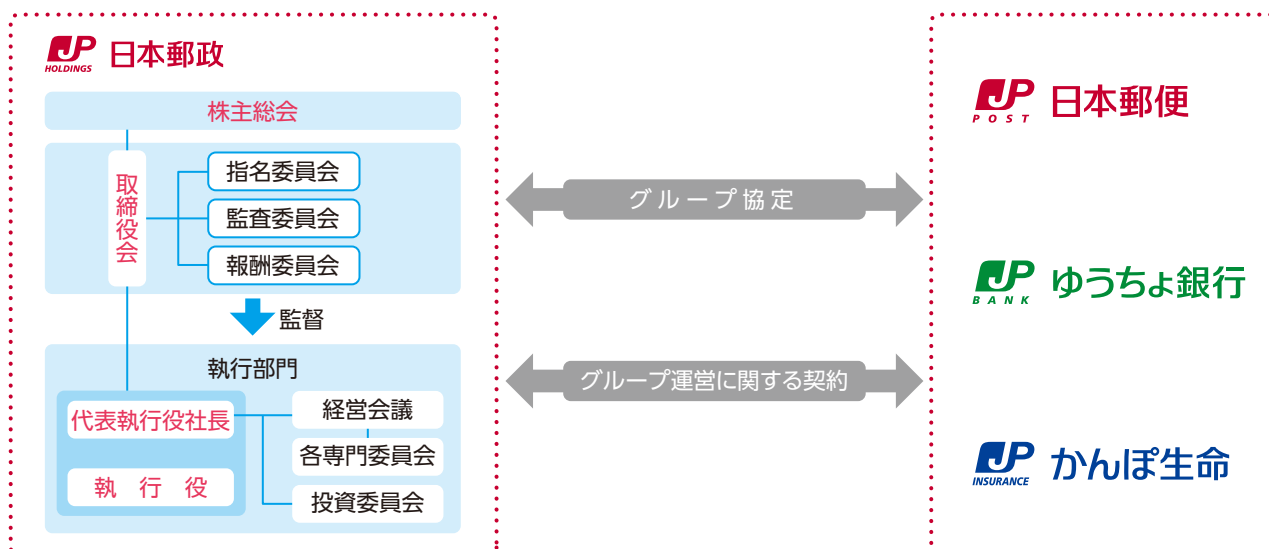 JP
HOLDINGS
日本郵政
株主総会
取締役会
指名委員会
監査委員会
報酬委員会
監督
執行部門
代表執行役社長
執 行 役
経営会議
各専門委員会
投資委員会
グループ協定
グループ運営に関する契約
JP
POST
日本郵便
JP
BANK
ゆうちょ銀行
JP
INSURANCE
かんぽ生命